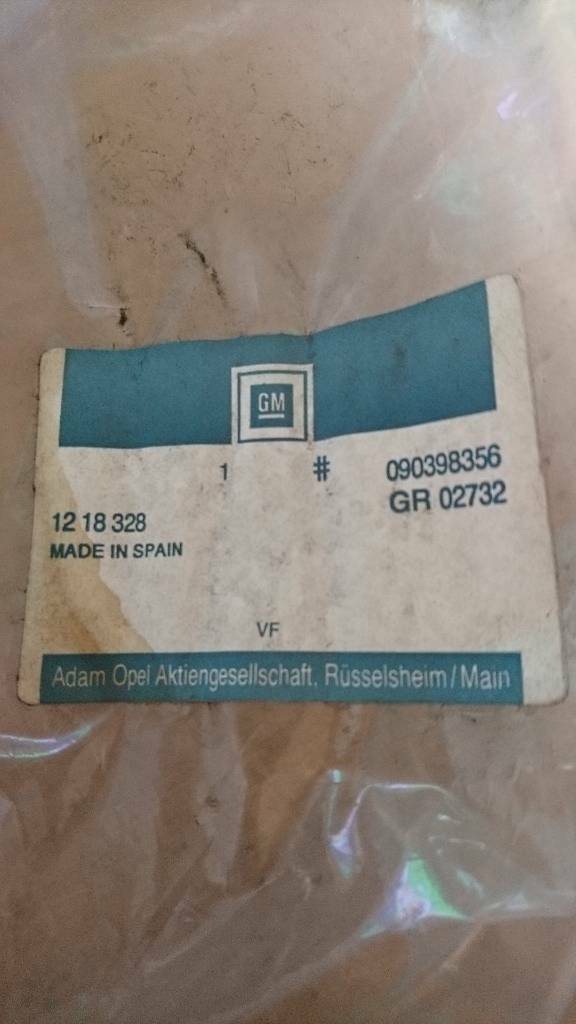 GM
1 # 090398356
GR 02732
12 18 328
MADE IN SPAIN
VF
Adam Opel Aktiengesellschaft, Rüsselsheim/Main